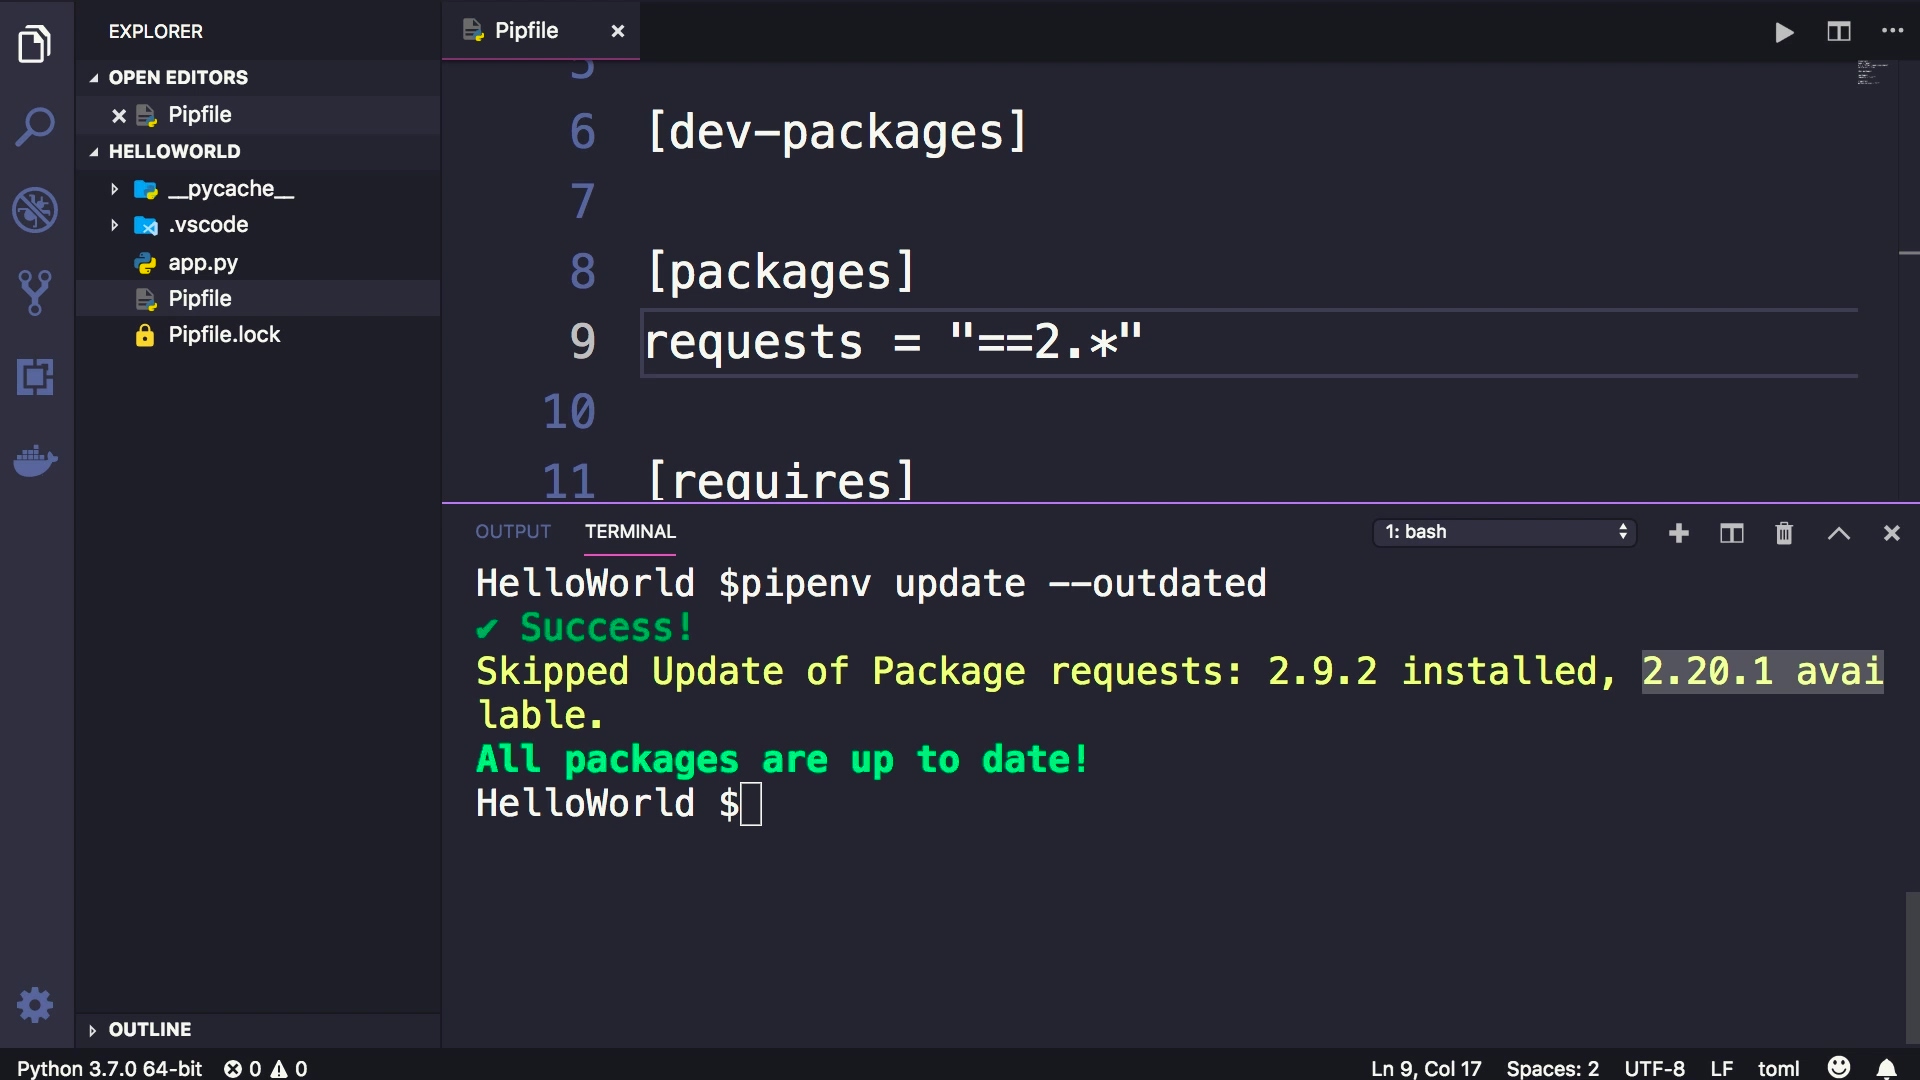 EXPLORER
OPEN EDITORS
Pipfile
HELLOWORLD
__pycache__
.vscode
app.py
Pipfile
Pipfile.lock
OUTLINE
Pipfile
5
6 [dev-packages]
7
8 [packages]
9 requests = "==2.*"
10
11 [requires]
OUTPUT TERMINAL 1: bash
HelloWorld $pipenv update --outdated
✔ Success!
Skipped Update of Package requests: 2.9.2 installed, 2.20.1 avai
lable.
All packages are up to date!
HelloWorld $
Python 3.7.0 64-bit 0 0 Ln 9, Col 17 Spaces: 2 UTF-8 LF toml